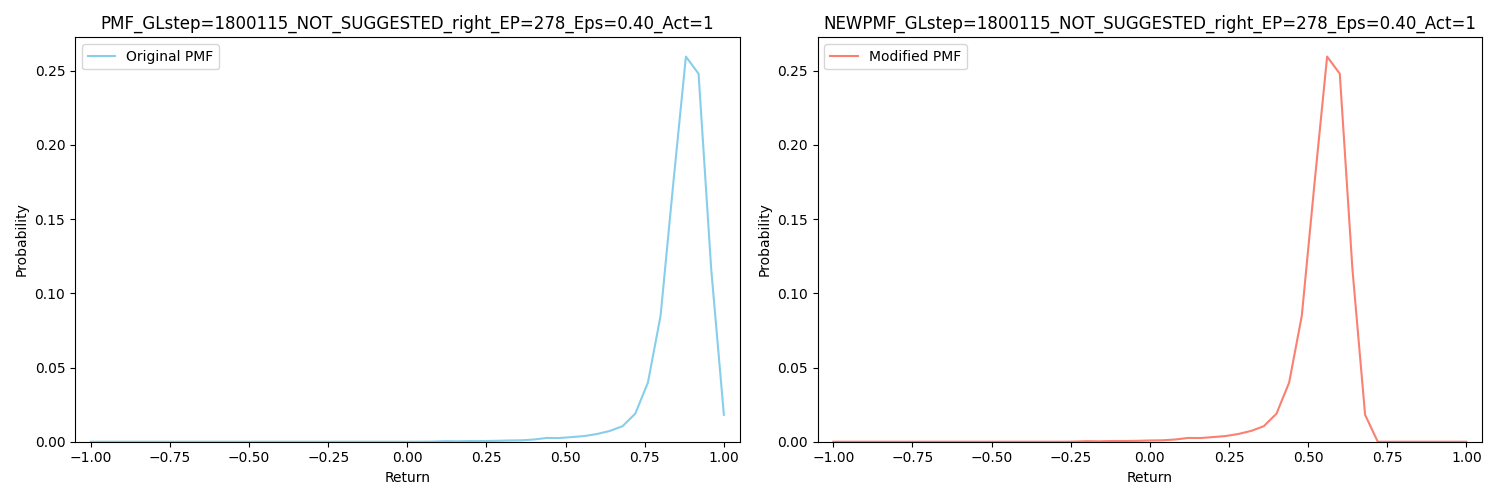 PMF_GLstep=1800115_NOT_SUGGESTED_right_EP=278_Eps=0.40_Act=1
Original PMF
Probability
0.25
0.20
0.15
0.10
0.05
0.00
−1.00 −0.75 −0.50 −0.25 0.00 0.25 0.50 0.75 1.00
Return
NEWPMF_GLstep=1800115_NOT_SUGGESTED_right_EP=278_Eps=0.40_Act=1
Modified PMF
Probability
0.25
0.20
0.15
0.10
0.05
0.00
−1.00 −0.75 −0.50 −0.25 0.00 0.25 0.50 0.75 1.00
Return